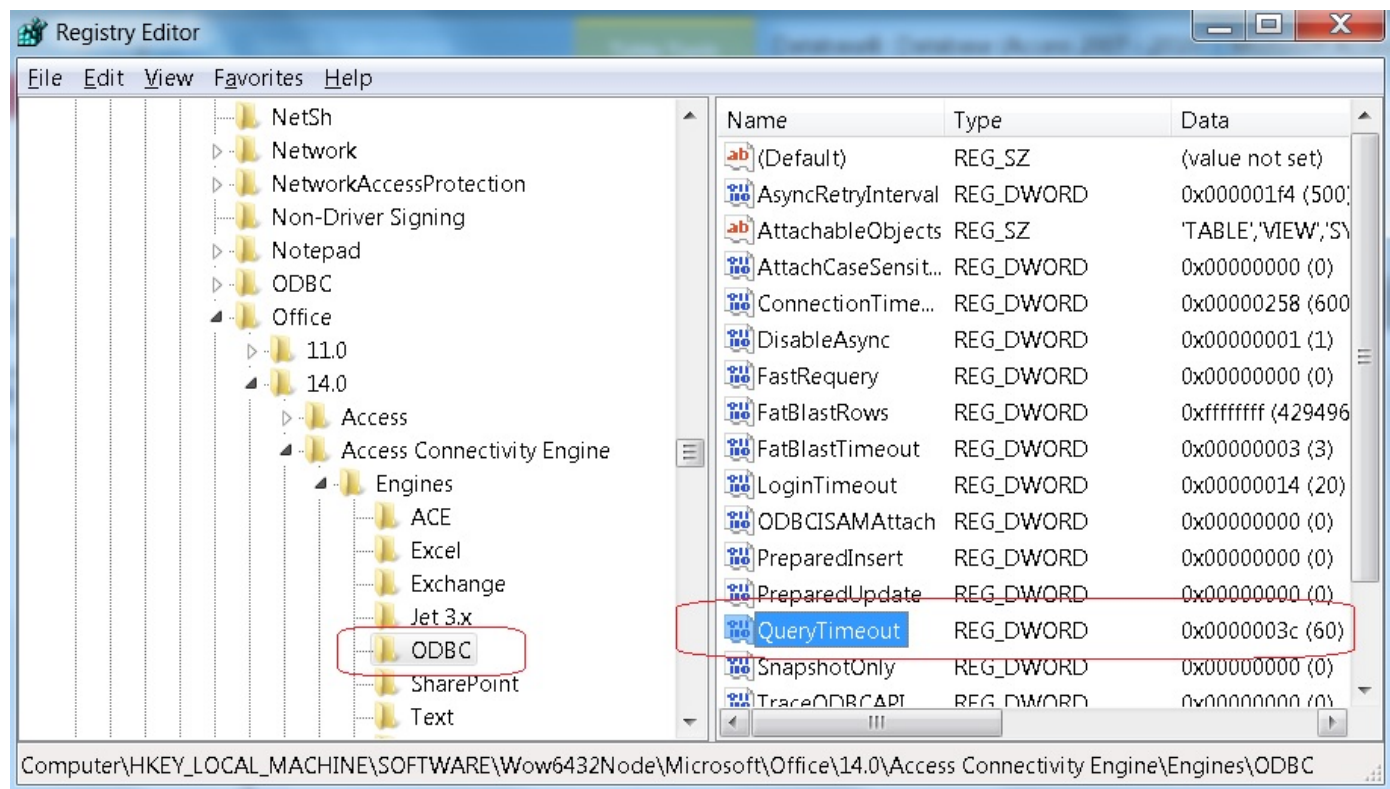 Registry Editor
File Edit View Favorites Help
NetSh
Network
NetworkAccessProtection
Non-Driver Signing
Notepad
ODBC
Office
11.0
14.0
Access
Access Connectivity Engine
Engines
ACE
Excel
Exchange
Jet 3.x
ODBC
SharePoint
Text
Name Type Data
(Default) REG_SZ (value not set)
AsyncRetryInterval REG_DWORD 0x000001f4 (500)
AttachableObjects REG_SZ 'TABLE','VIEW','SY
AttachCaseSensit... REG_DWORD 0x00000000 (0)
ConnectionTime... REG_DWORD 0x00000258 (600
DisableAsync REG_DWORD 0x00000001 (1)
FastRequery REG_DWORD 0x00000000 (0)
FatBlastRows REG_DWORD 0xffffffff (429496
FatBlastTimeout REG_DWORD 0x00000003 (3)
LoginTimeout REG_DWORD 0x00000014 (20)
ODBCISAMAttach REG_DWORD 0x00000000 (0)
PreparedInsert REG_DWORD 0x00000000 (0)
PreparedUpdate REG_DWORD 0x00000000 (0)
QueryTimeout REG_DWORD 0x0000003c (60)
SnapshotOnly REG_DWORD 0x00000000 (0)
TraceODBCAPI REG_DWORD 0x00000000 (0)
Computer\HKEY_LOCAL_MACHINE\SOFTWARE\Wow6432Node\Microsoft\Office\14.0\Access Connectivity Engine\Engines\ODBC